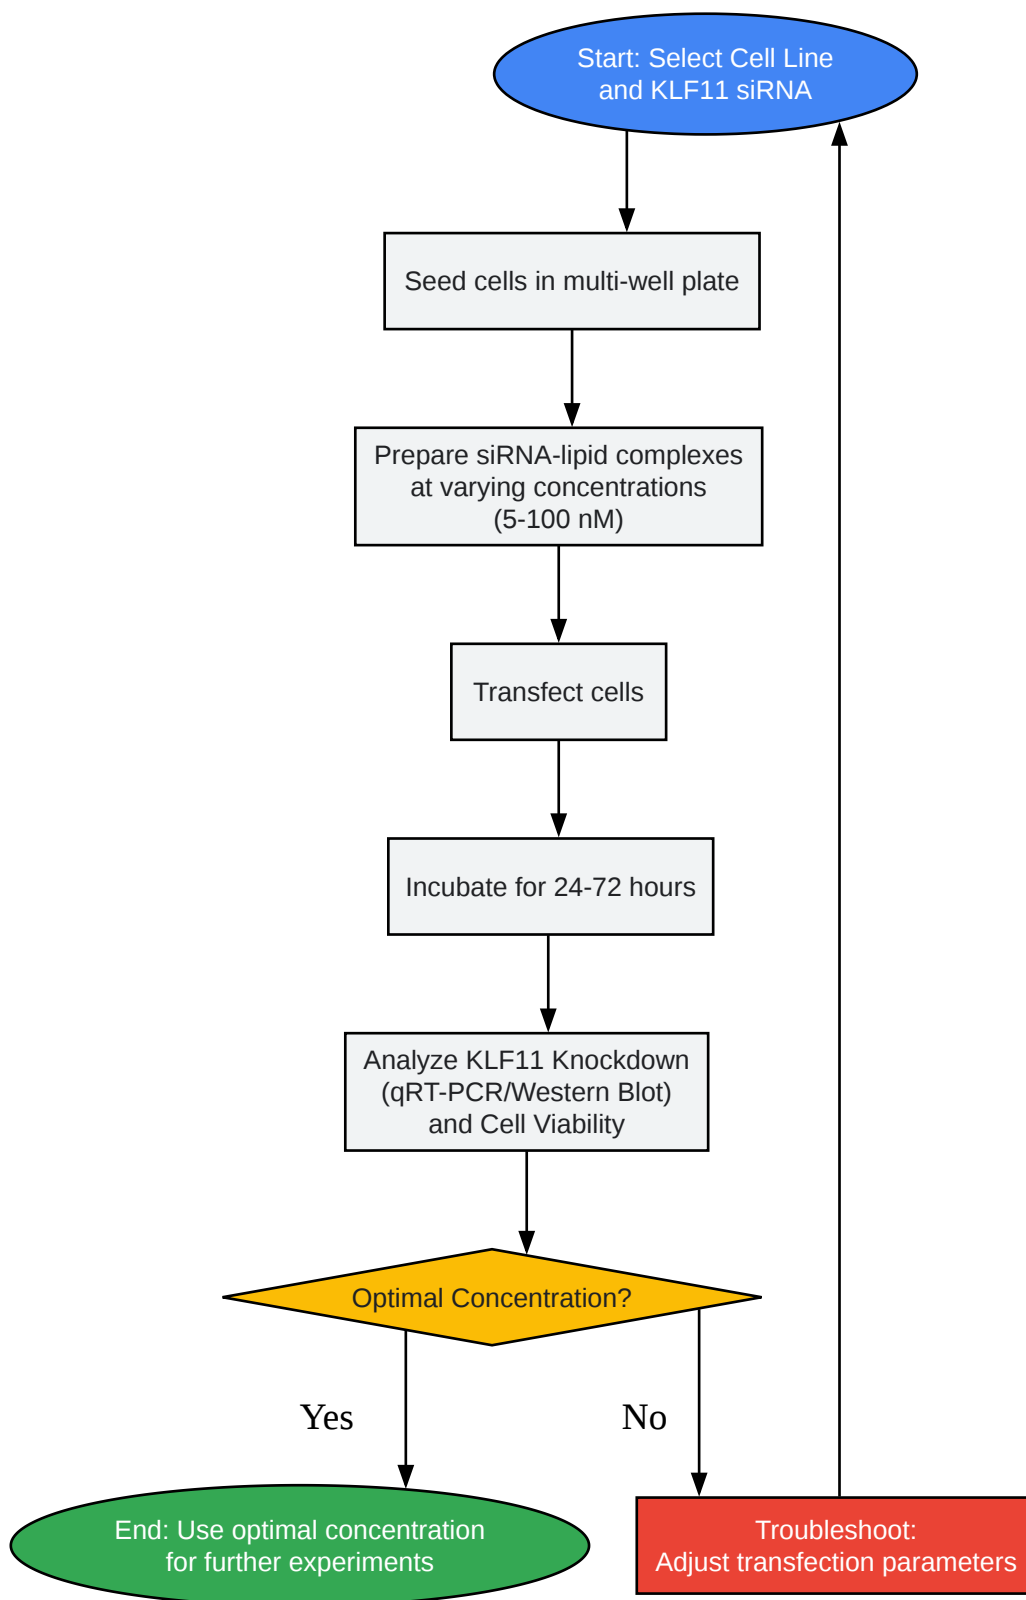 Start: Select Cell Line
and KLF11 siRNA
Seed cells in multi-well plate
Prepare siRNA-lipid complexes
at varying concentrations
(5-100 nM)
Transfect cells
Incubate for 24-72 hours
Analyze KLF11 Knockdown
(qRT-PCR/Western Blot)
and Cell Viability
Optimal Concentration?
Yes
No
End: Use optimal concentration
for further experiments
Troubleshoot:
Adjust transfection parameters